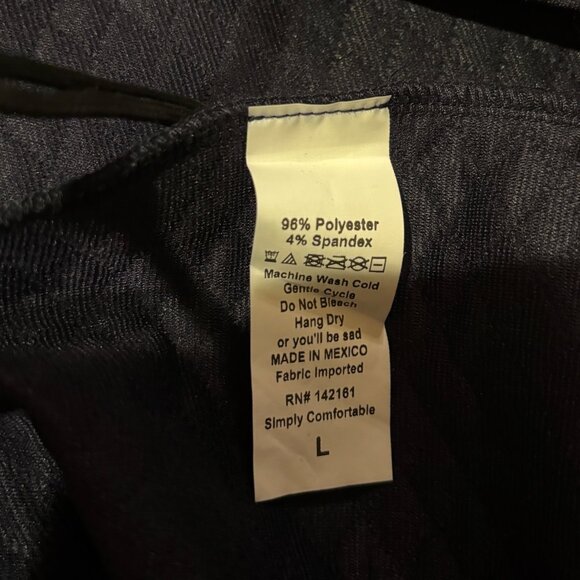 96% Polyester
4% Spandex
Machine Wash Cold
Gentle Cycle
Do Not Bleach
Hang Dry
or you'll be sad
MADE IN MEXICO
Fabric Imported
RN# 142161
Simply Comfortable
L